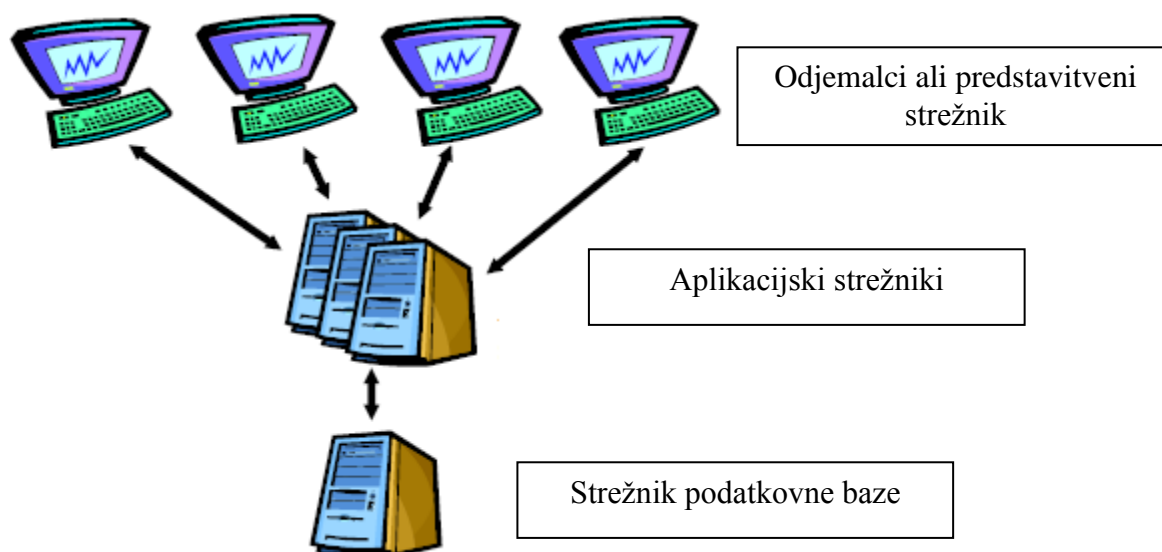 Odjemalci ali predstavitveni
strežnik
Aplikacijski strežniki
Strežnik podatkovne baze